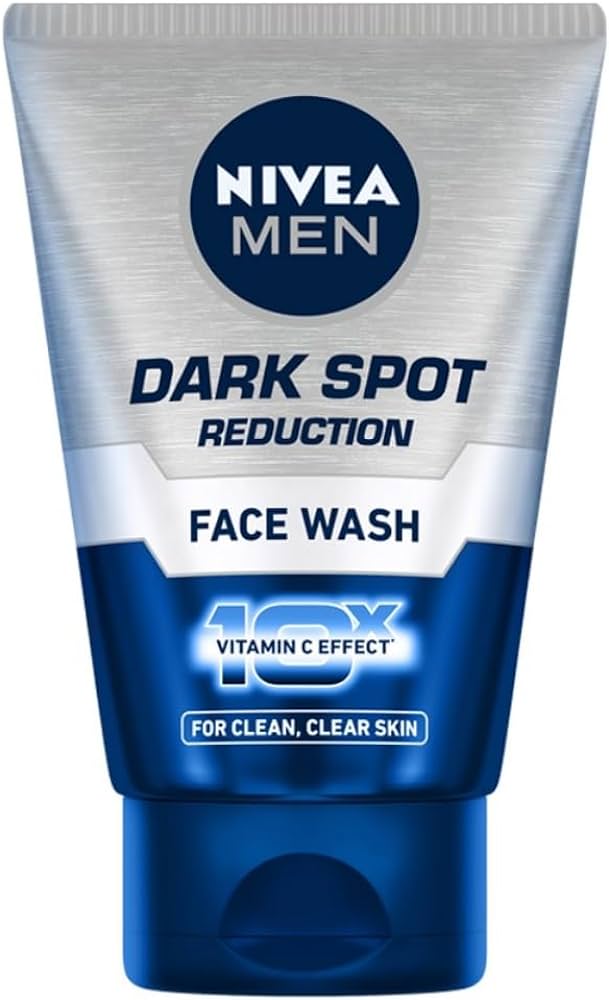 NIVEA
MEN
DARK SPOT
REDUCTION
FACE WASH
10X
VITAMIN C EFFECT*
FOR CLEAN, CLEAR SKIN